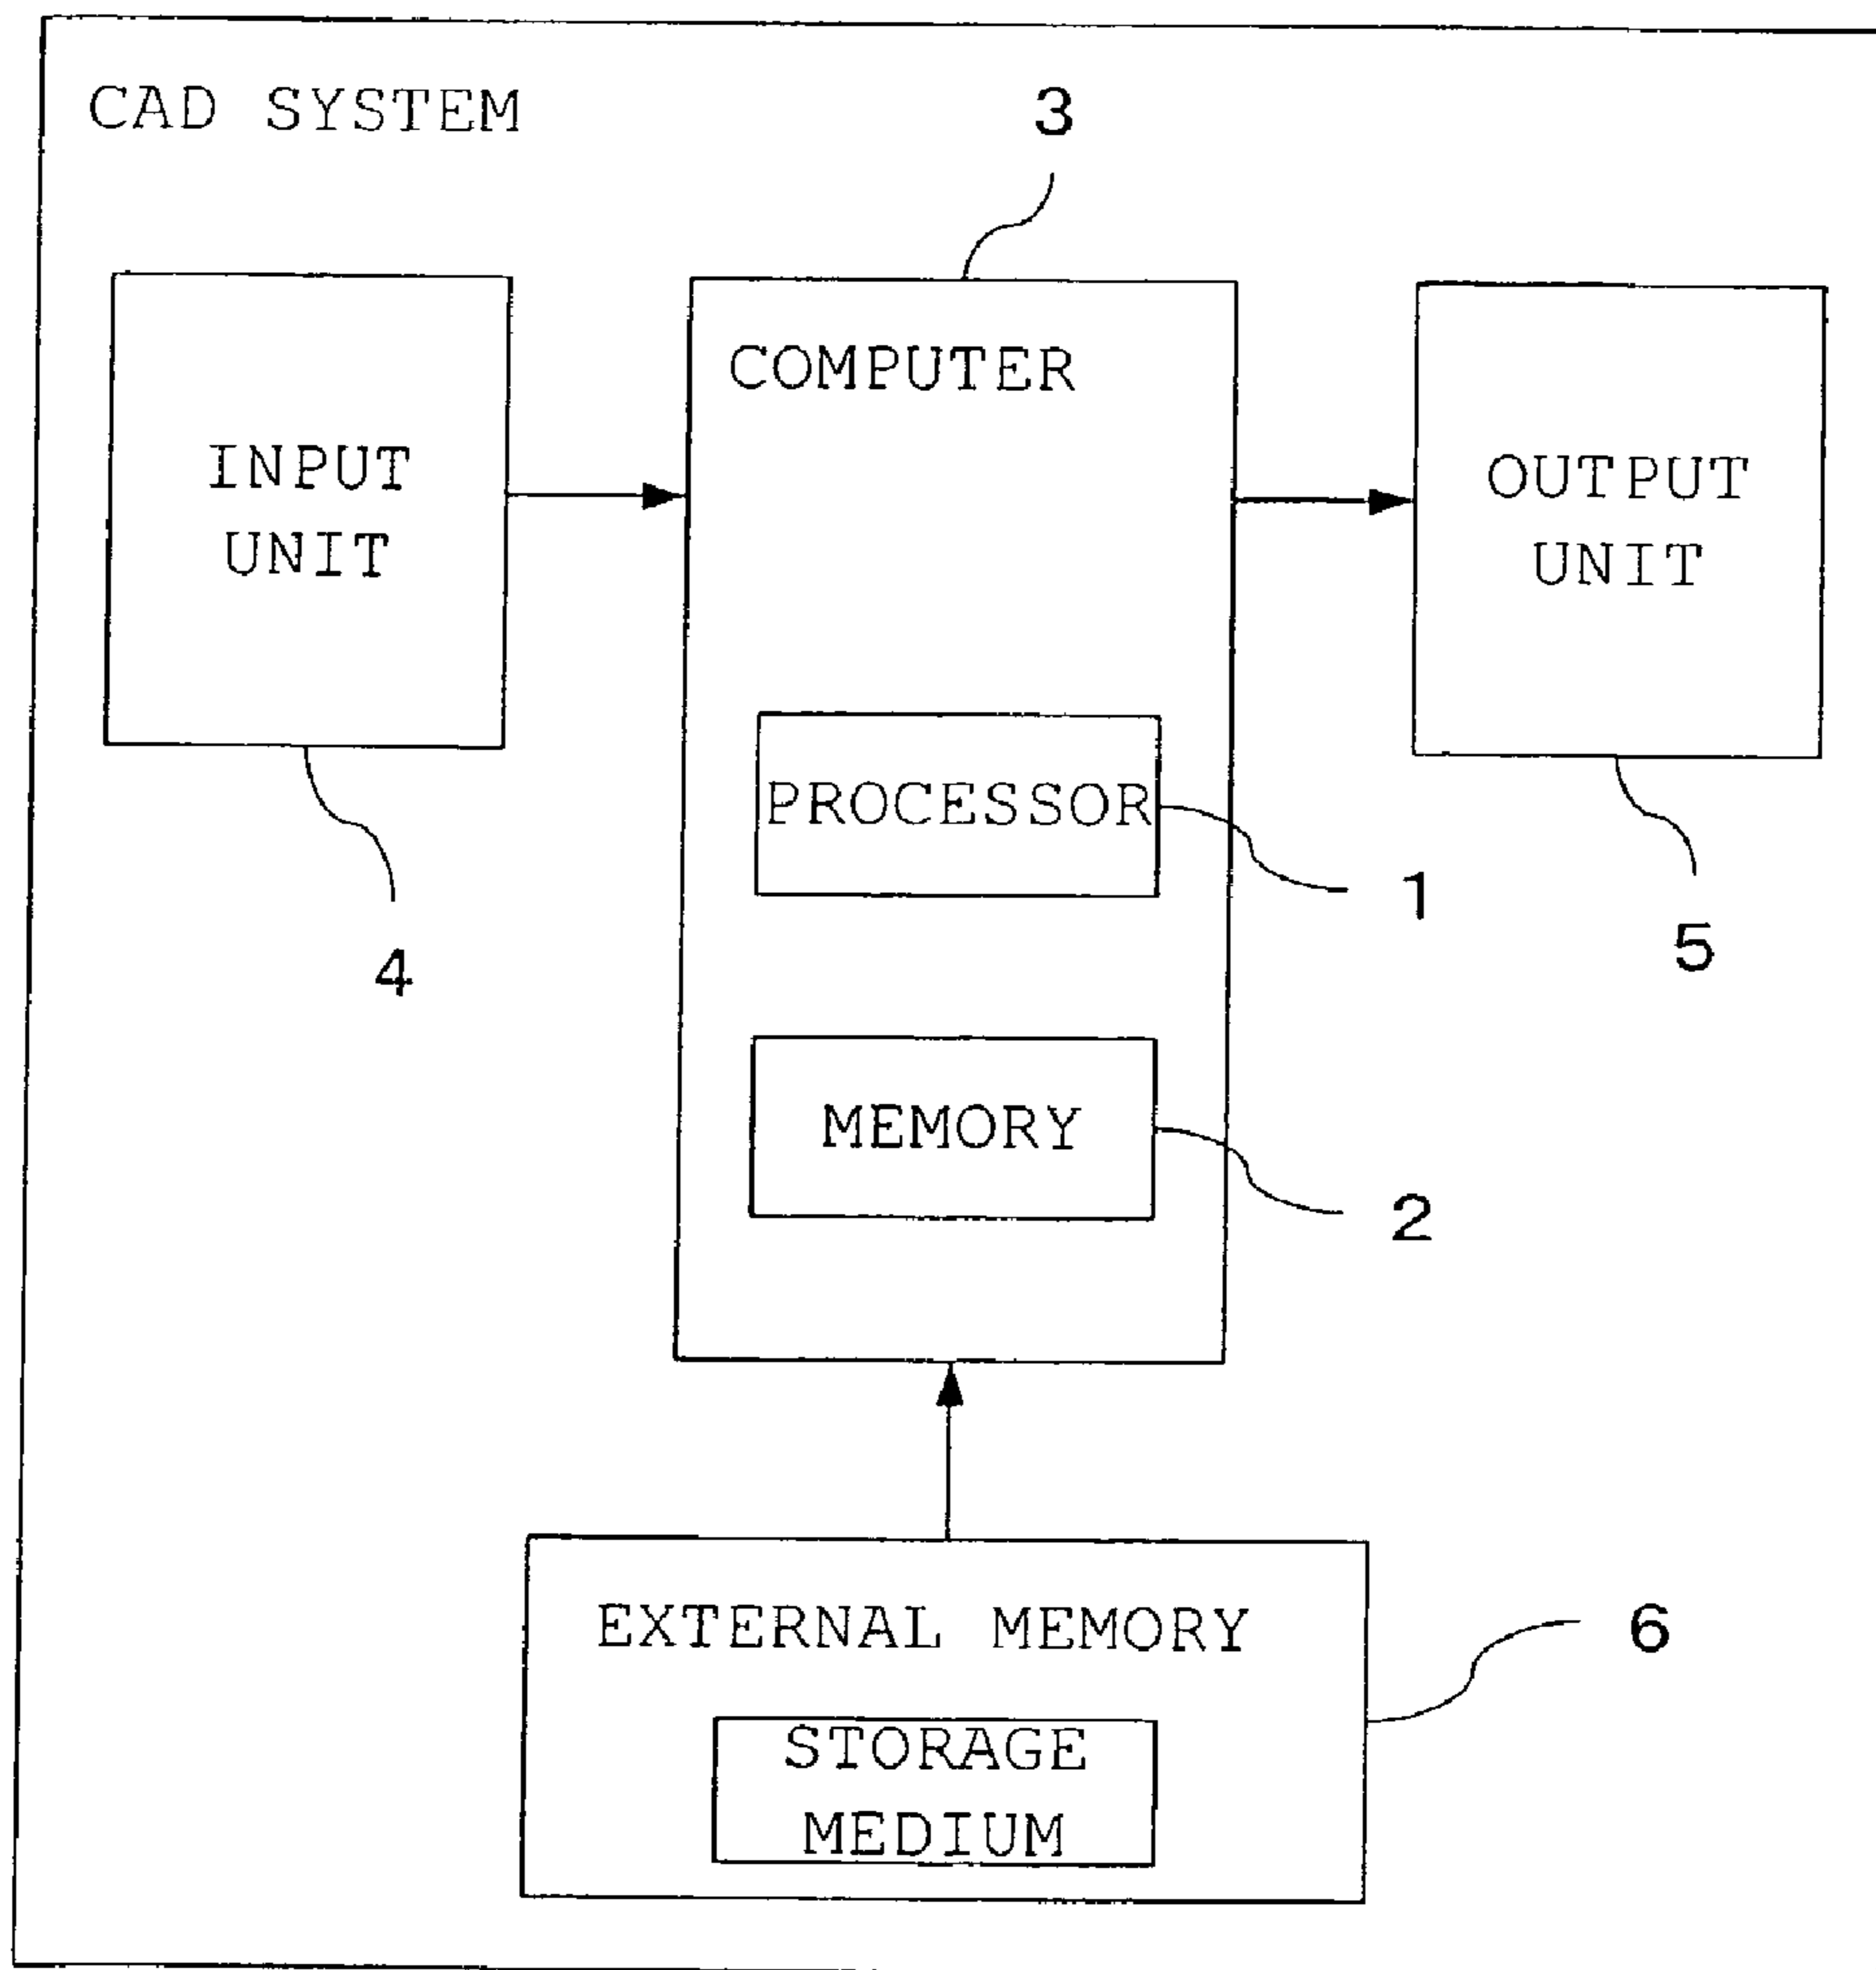 CAD SYSTEM
3
INPUT
UNIT
COMPUTER
OUTPUT
UNIT
PROCESSOR
1
4
5
MEMORY
2
EXTERNAL MEMORY
6
STORAGE
MEDIUM